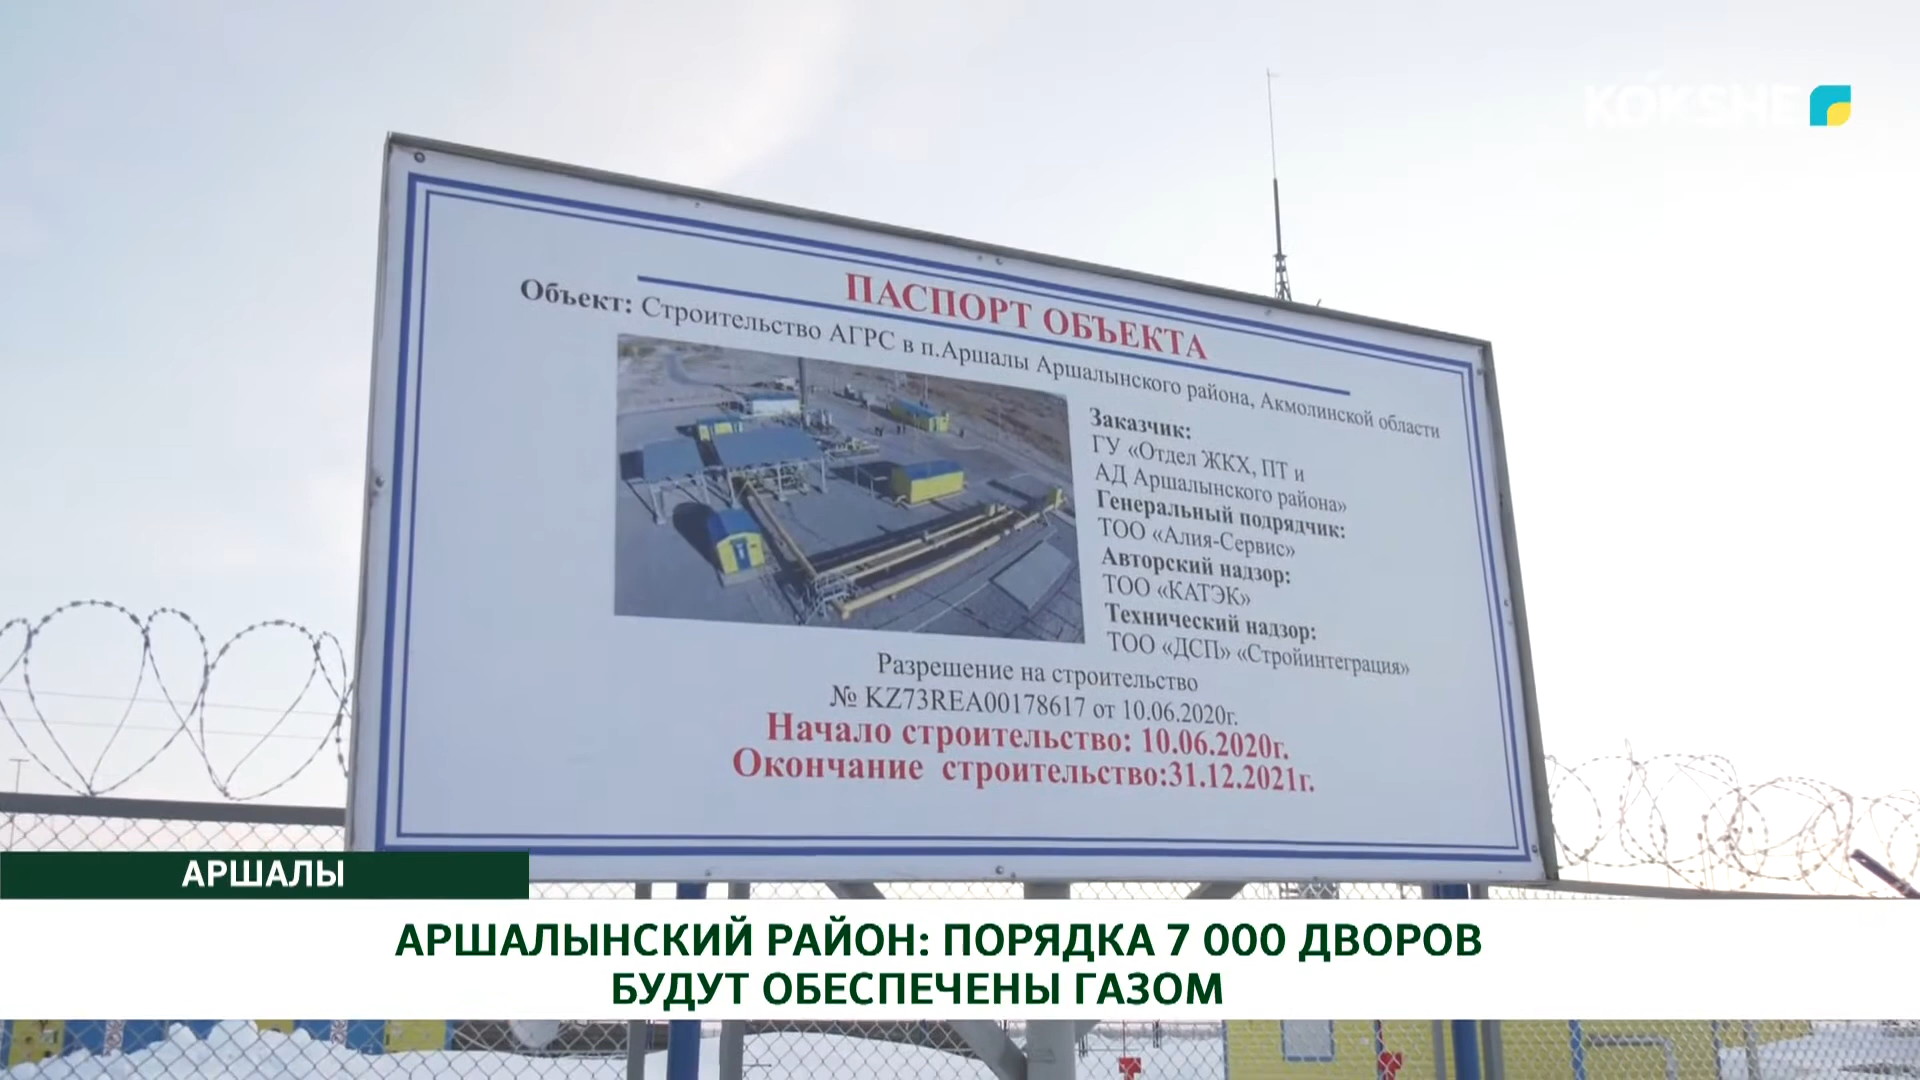 KÓKSHE
ПАСПОРТ ОБЪЕКТА
Объект: Строительство АГРС в п.Аршалы Аршалынского района, Акмолинской области
Заказчик:
ГУ «Отдел ЖКХ, ПТ и
АД Аршалынского района»
Генеральный подрядчик:
ТОО «Алия-Сервис»
Авторский надзор:
ТОО «КАТЭК»
Технический надзор:
ТОО «ДСП» «Стройинтеграция»
Разрешение на строительство
№ KZ73REA00178617 от 10.06.2020г.
Начало строительство: 10.06.2020г.
Окончание строительство:31.12.2021г.
АРШАЛЫ
АРШАЛЫНСКИЙ РАЙОН: ПОРЯДКА 7 000 ДВОРОВ
БУДУТ ОБЕСПЕЧЕНЫ ГАЗОМ